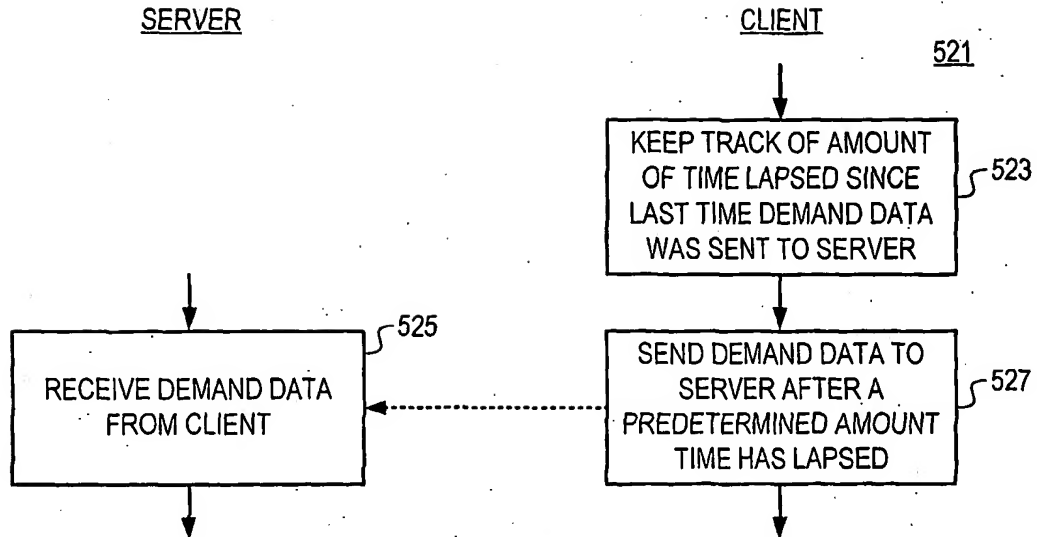 SERVER
CLIENT
521
KEEP TRACK OF AMOUNT
OF TIME LAPSED SINCE
LAST TIME DEMAND DATA
WAS SENT TO SERVER
523
RECEIVE DEMAND DATA
FROM CLIENT
525
SEND DEMAND DATA TO
SERVER AFTER A
PREDETERMINED AMOUNT
TIME HAS LAPSED
527